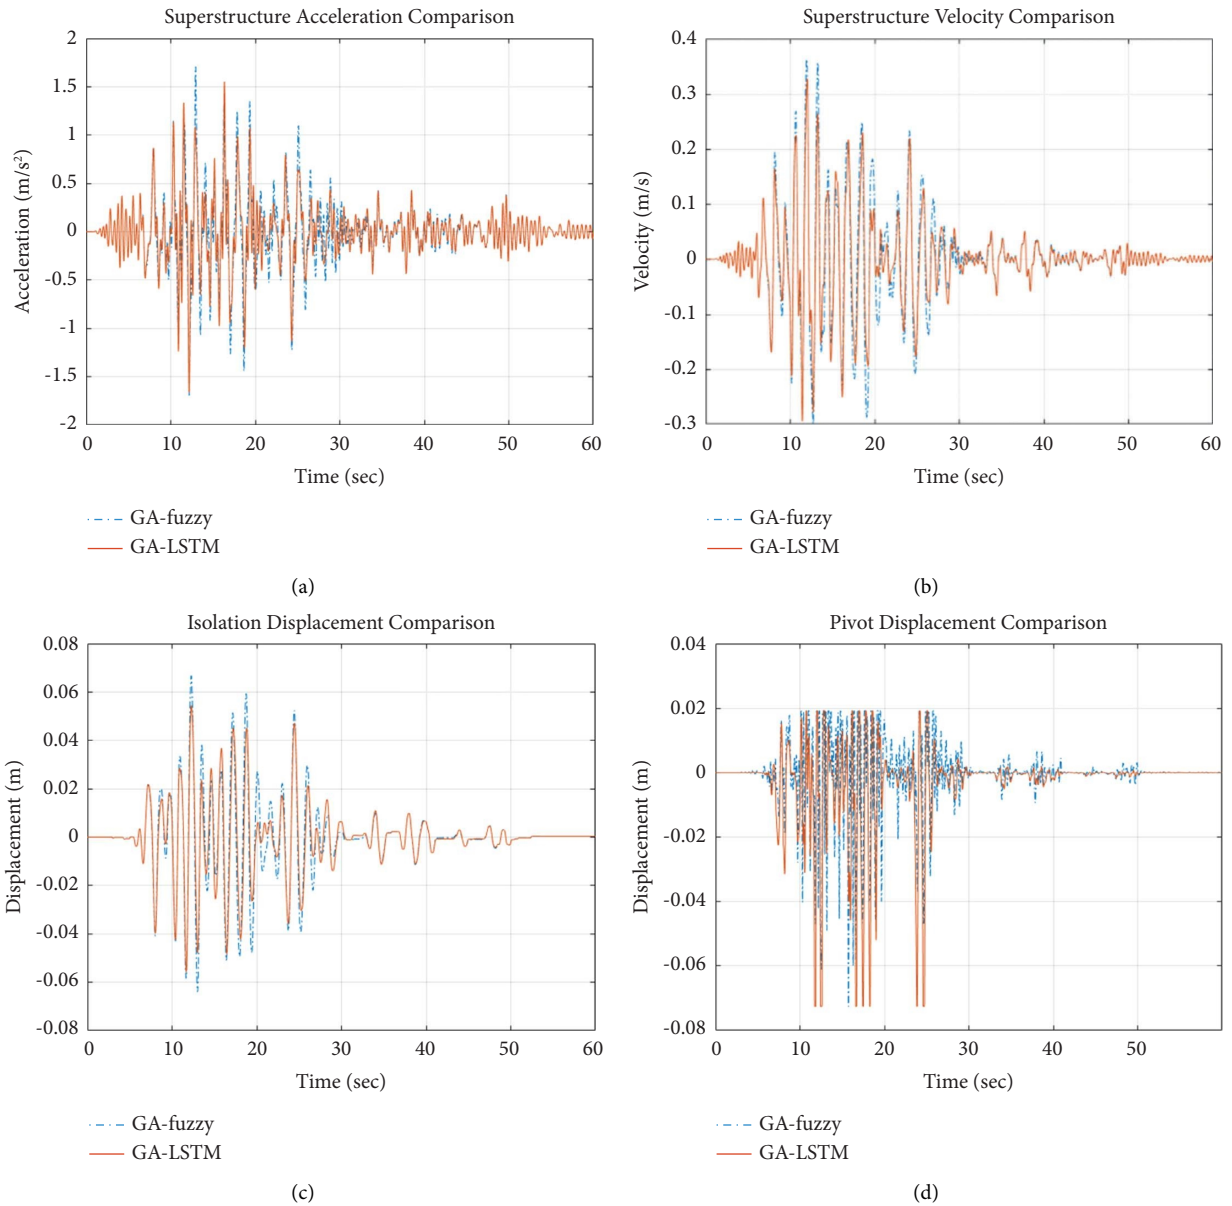 Superstructure Acceleration Comparison
2
1.5
1
0.5
0
-0.5
-1
-1.5
-2
Acceleration (m/s²)
0 10 20 30 40 50 60
Time (sec)
GA-fuzzy
GA-LSTM
(a)
Superstructure Velocity Comparison
0.4
0.3
0.2
0.1
0
-0.1
-0.2
-0.3
Velocity (m/s)
0 10 20 30 40 50 60
Time (sec)
GA-fuzzy
GA-LSTM
(b)
Isolation Displacement Comparison
0.08
0.06
0.04
0.02
0
-0.02
-0.04
-0.06
-0.08
Displacement (m)
0 10 20 30 40 50 60
Time (sec)
GA-fuzzy
GA-LSTM
(c)
Pivot Displacement Comparison
0.04
0.02
0
-0.02
-0.04
-0.06
-0.08
Displacement (m)
0 10 20 30 40 50
Time (sec)
GA-fuzzy
GA-LSTM
(d)